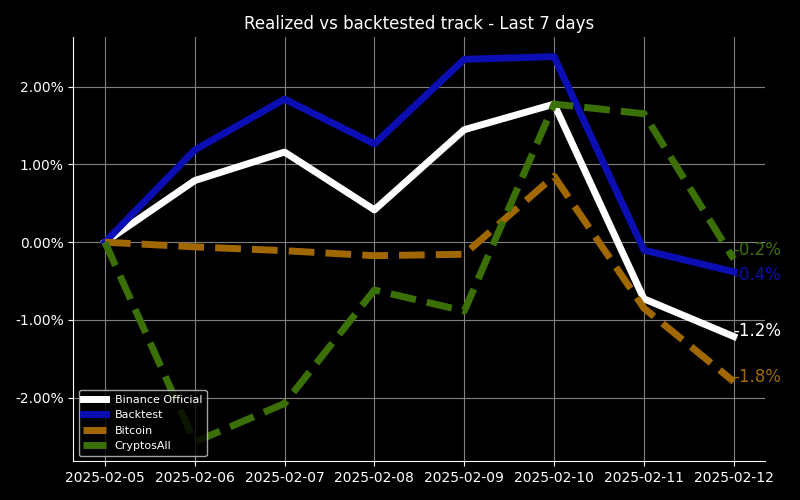 Realized vs backtested track - Last 7 days
2.00%
1.00%
0.00%
-1.00%
-2.00%
-0.2%
-0.4%
-1.2%
-1.8%
Binance Official
Backtest
Bitcoin
CryptosAll
2025-02-05 2025-02-06 2025-02-07 2025-02-08 2025-02-09 2025-02-10 2025-02-11 2025-02-12